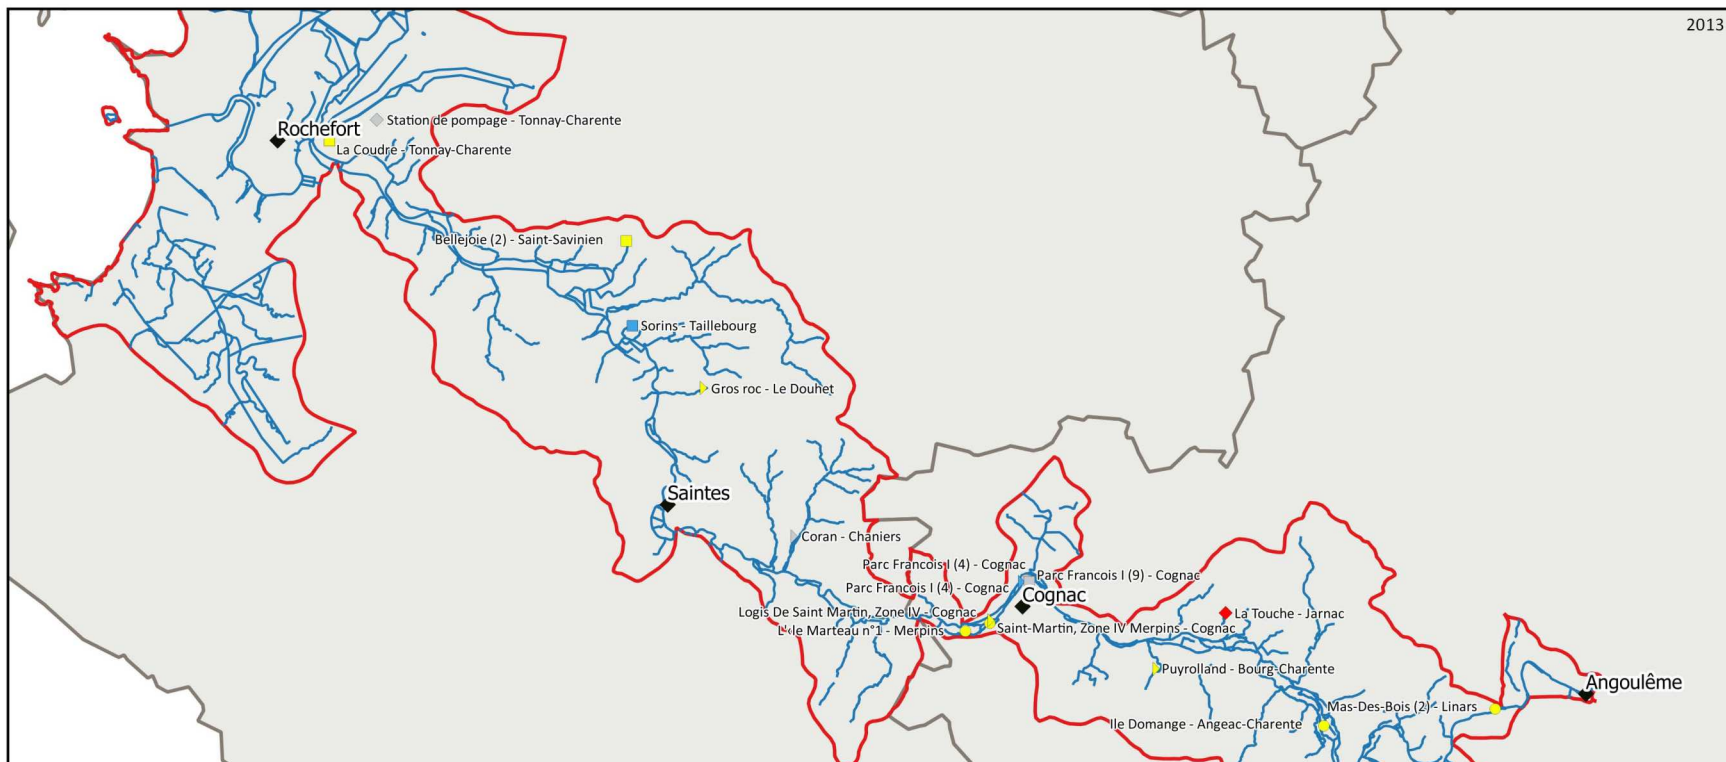 2013
Station de pompage - Tonnay-Charente
Rochefort
La Coudre - Tonnay-Charente
Bellejoie (2) - Saint-Savinien
Sorins - Taillebourg
Gros roc - Le Douhet
Saintes
Coran - Chaniers
Parc Francois I (4) - Cognac
Parc Francois I (9) - Cognac
Parc Francois I (4) - Cognac
Cognac
Logis De Saint Martin, Zone IV - Cognac
La Touche - Jarnac
Saint-Martin, Zone IV Merpins - Cognac
Marteau n°1 - Merpins
Puyrolland - Bourg-Charente
Angoulême
Mas-Des-Bois (2) - Linars
Ile Domange - Angeac-Charente